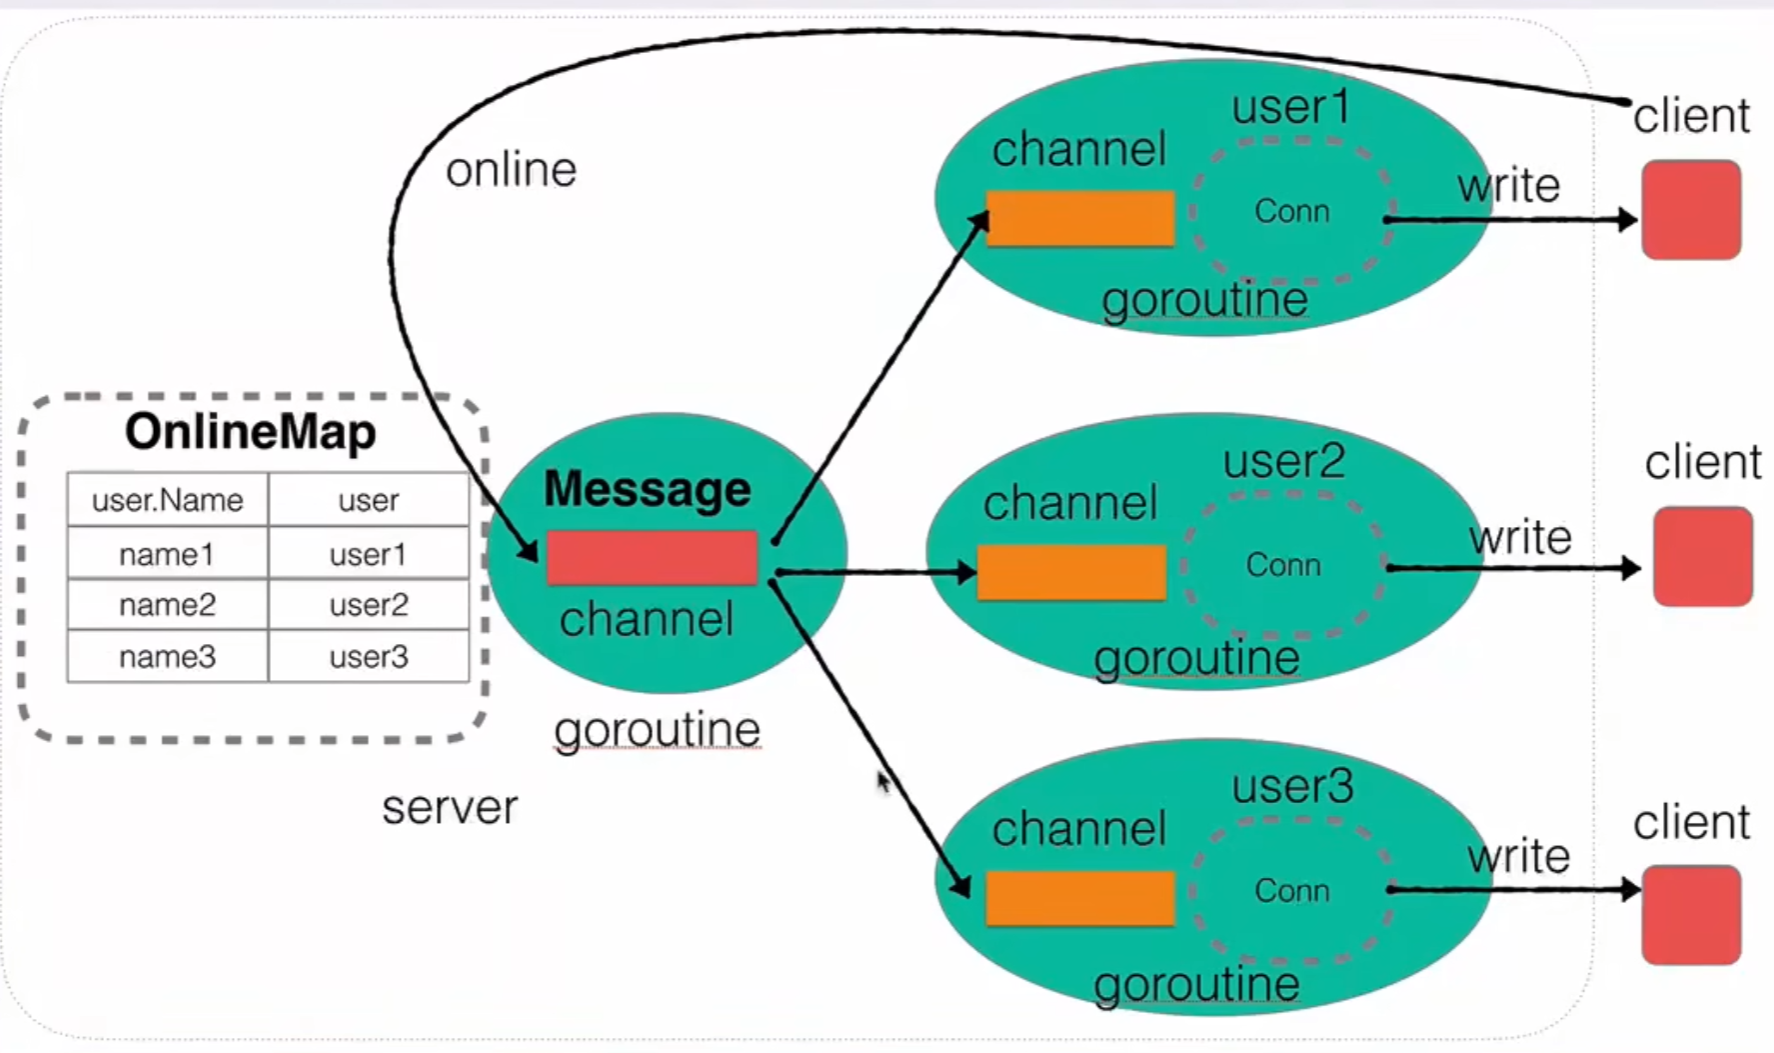 online
OnlineMap
user.Name user
name1 user1
name2 user2
name3 user3
server
Message
channel
goroutine
user1
channel
Conn
goroutine
write
client
user2
channel
Conn
goroutine
write
client
user3
channel
Conn
goroutine
write
client